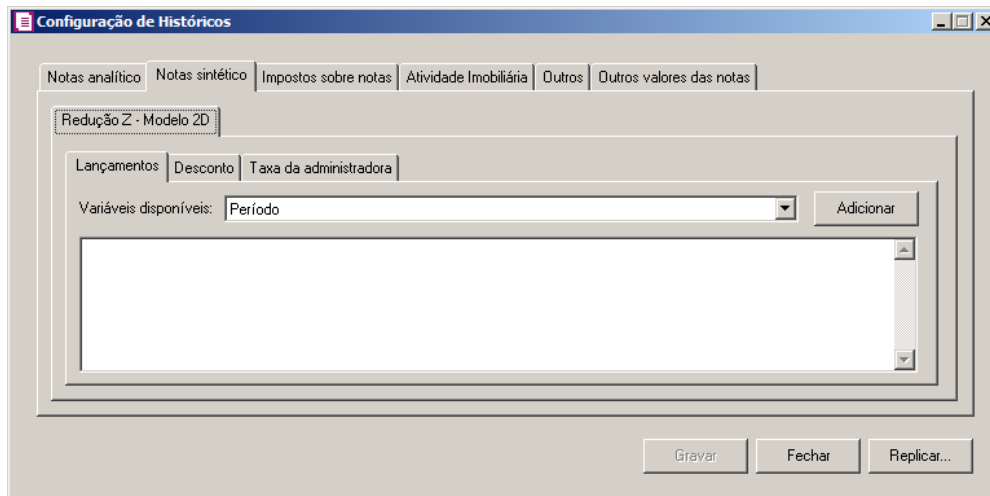 Configuração de Históricos
Notas analítico Notas sintético Impostos sobre notas Atividade Imobiliária Outros Outros valores das notas
Redução Z - Modelo 2D
Lançamentos Desconto Taxa da administradora
Variáveis disponíveis: Período Adicionar
Gravar Fechar Replicar...